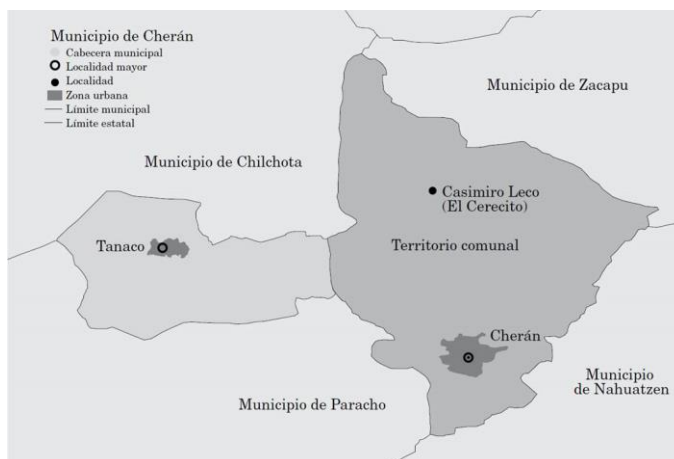 Municipio de Cherán
Cabecera municipal
Localidad mayor
Localidad
Zona urbana
Límite municipal
Límite estatal
Municipio de Zacapu
Municipio de Chilchota
Casimiro Leco
(El Cerecito)
Tanaco
Territorio comunal
Cherán
Municipio
de Nahuatzen
Municipio de Paracho